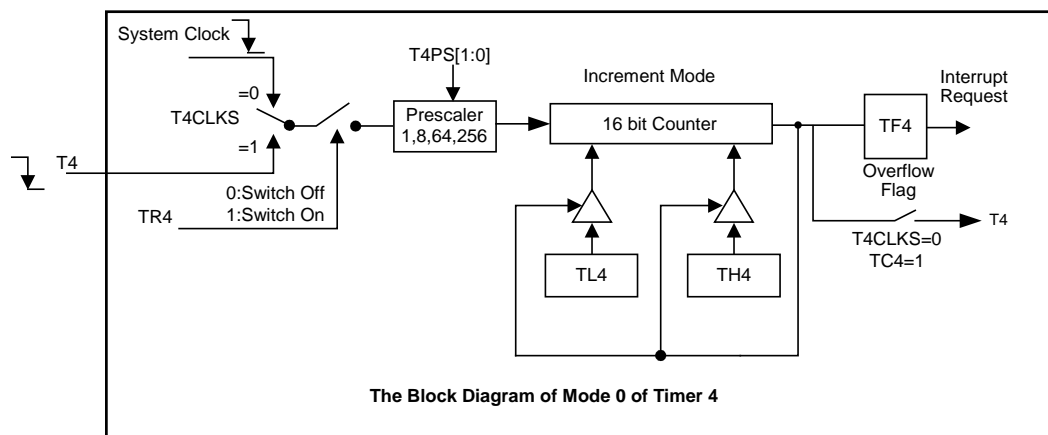 System Clock
T4PS[1:0]
Increment Mode
Interrupt
Request
=0
T4CLKS
=1
Prescaler
1,8,64,256
16 bit Counter
TF4
T4
Overflow
Flag
0:Switch Off
1:Switch On
TR4
T4
T4CLKS=0
TC4=1
TL4
TH4
The Block Diagram of Mode 0 of Timer 4